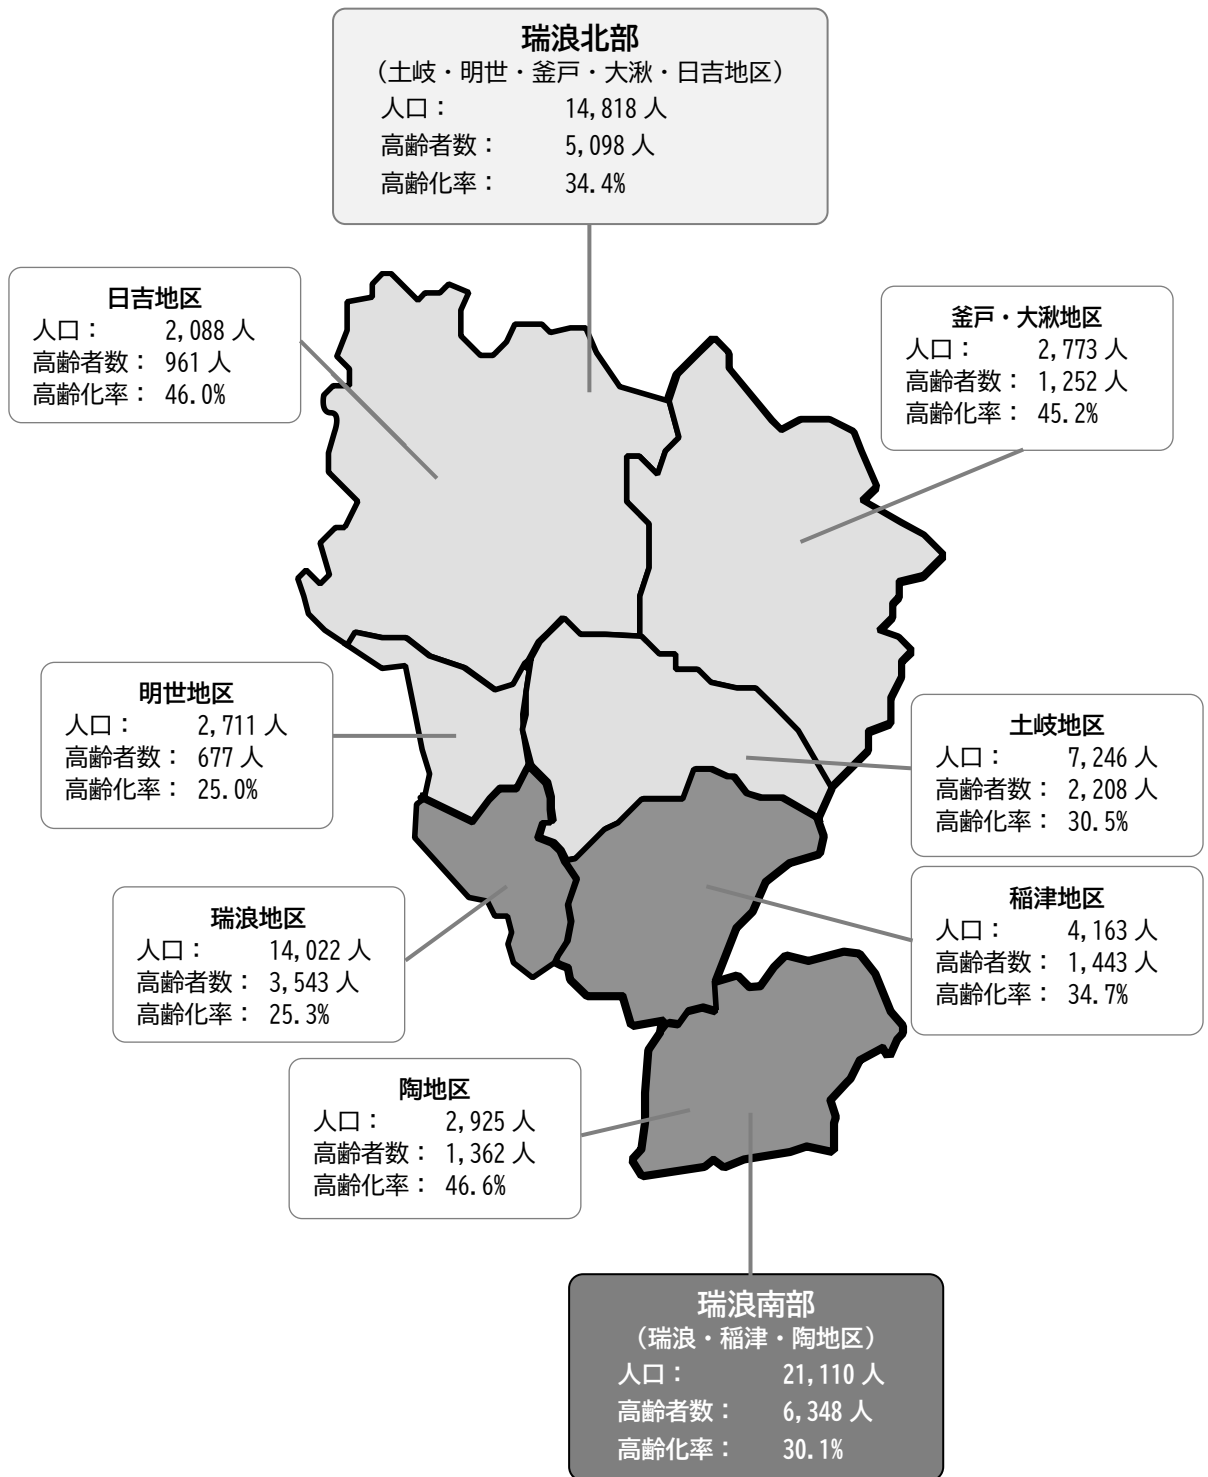 瑞浪北部
（土岐・明世・釜戸・大湫・日吉地区）
人口： 14,818 人
高齢者数： 5,098 人
高齢化率： 34.4%
日吉地区
人口： 2,088 人
高齢者数： 961 人
高齢化率： 46.0%
釜戸・大湫地区
人口： 2,773 人
高齢者数： 1,252 人
高齢化率： 45.2%
明世地区
人口： 2,711 人
高齢者数： 677 人
高齢化率： 25.0%
土岐地区
人口： 7,246 人
高齢者数： 2,208 人
高齢化率： 30.5%
瑞浪地区
人口： 14,022 人
高齢者数： 3,543 人
高齢化率： 25.3%
稲津地区
人口： 4,163 人
高齢者数： 1,443 人
高齢化率： 34.7%
陶地区
人口： 2,925 人
高齢者数： 1,362 人
高齢化率： 46.6%
瑞浪南部
（瑞浪・稲津・陶地区）
人口： 21,110 人
高齢者数： 6,348 人
高齢化率： 30.1%